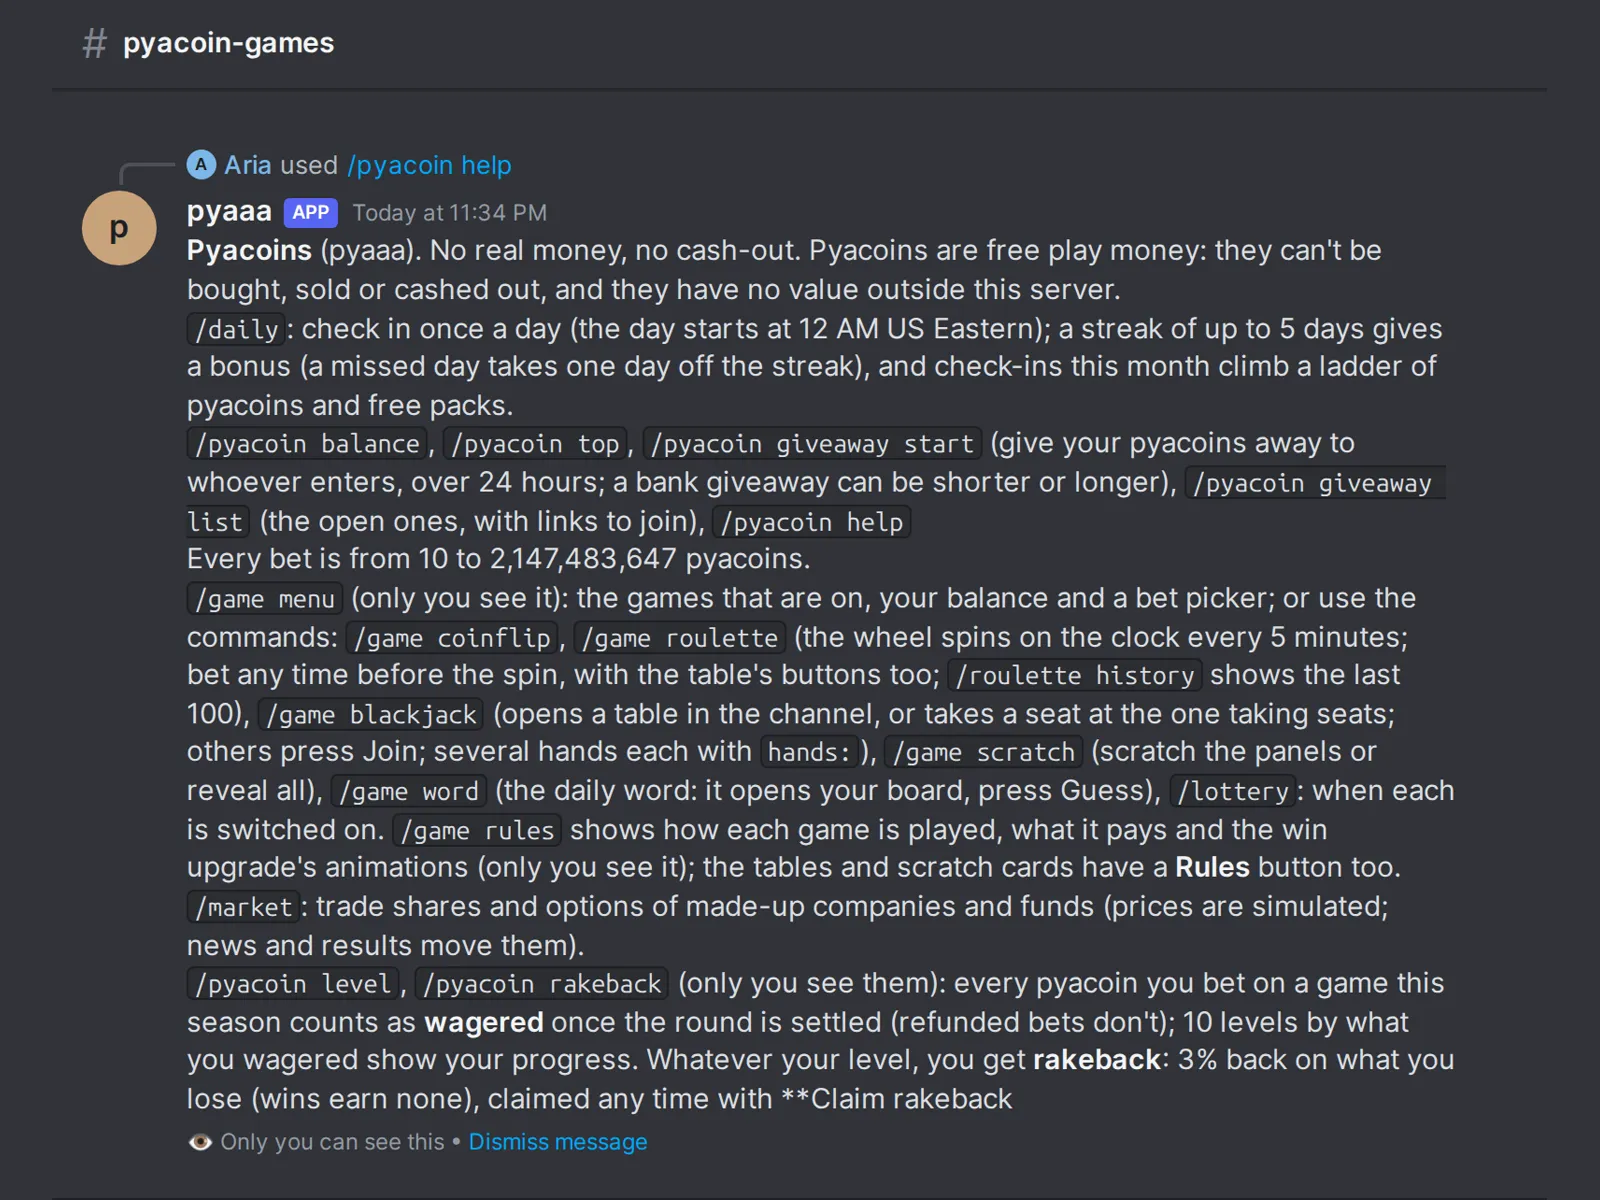 # pyacoin-games
A Aria used /pyacoin help
p
pyaaa APP Today at 11:34 PM
Pyacoins (pyaaa). No real money, no cash-out. Pyacoins are free play money: they can't be
bought, sold or cashed out, and they have no value outside this server.
/daily: check in once a day (the day starts at 12 AM US Eastern); a streak of up to 5 days gives
a bonus (a missed day takes one day off the streak), and check-ins this month climb a ladder of
pyacoins and free packs.
/pyacoin balance, /pyacoin top, /pyacoin giveaway start (give your pyacoins away to
whoever enters, over 24 hours; a bank giveaway can be shorter or longer), /pyacoin giveaway
list (the open ones, with links to join), /pyacoin help
Every bet is from 10 to 2,147,483,647 pyacoins.
/game menu (only you see it): the games that are on, your balance and a bet picker; or use the
commands: /game coinflip, /game roulette (the wheel spins on the clock every 5 minutes;
bet any time before the spin, with the table's buttons too; /roulette history shows the last
100), /game blackjack (opens a table in the channel, or takes a seat at the one taking seats;
others press Join; several hands each with hands:), /game scratch (scratch the panels or
reveal all), /game word (the daily word: it opens your board, press Guess), /lottery: when each
is switched on. /game rules shows how each game is played, what it pays and the win
upgrade's animations (only you see it); the tables and scratch cards have a Rules button too.
/market: trade shares and options of made-up companies and funds (prices are simulated;
news and results move them).
/pyacoin level, /pyacoin rakeback (only you see them): every pyacoin you bet on a game this
season counts as wagered once the round is settled (refunded bets don't); 10 levels by what
you wagered show your progress. Whatever your level, you get rakeback: 3% back on what you
lose (wins earn none), claimed any time with **Claim rakeback
Only you can see this • Dismiss message